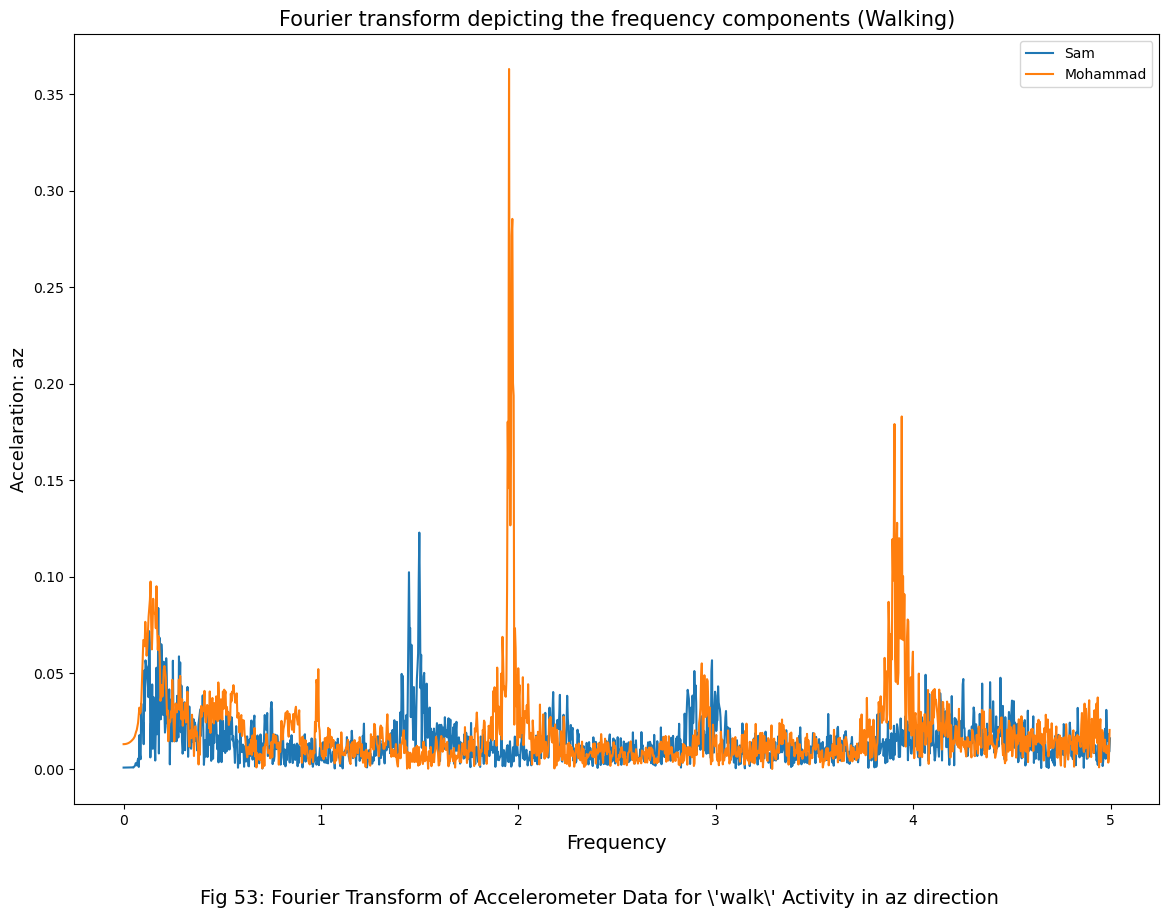 Fourier transform depicting the frequency components (Walking)
Sam
Mohammad
0.35
0.30
0.25
0.20
0.15
0.10
0.05
0.00
Accelaration: az
0 1 2 3 4 5
Frequency
Fig 53: Fourier Transform of Accelerometer Data for \'walk\' Activity in az direction